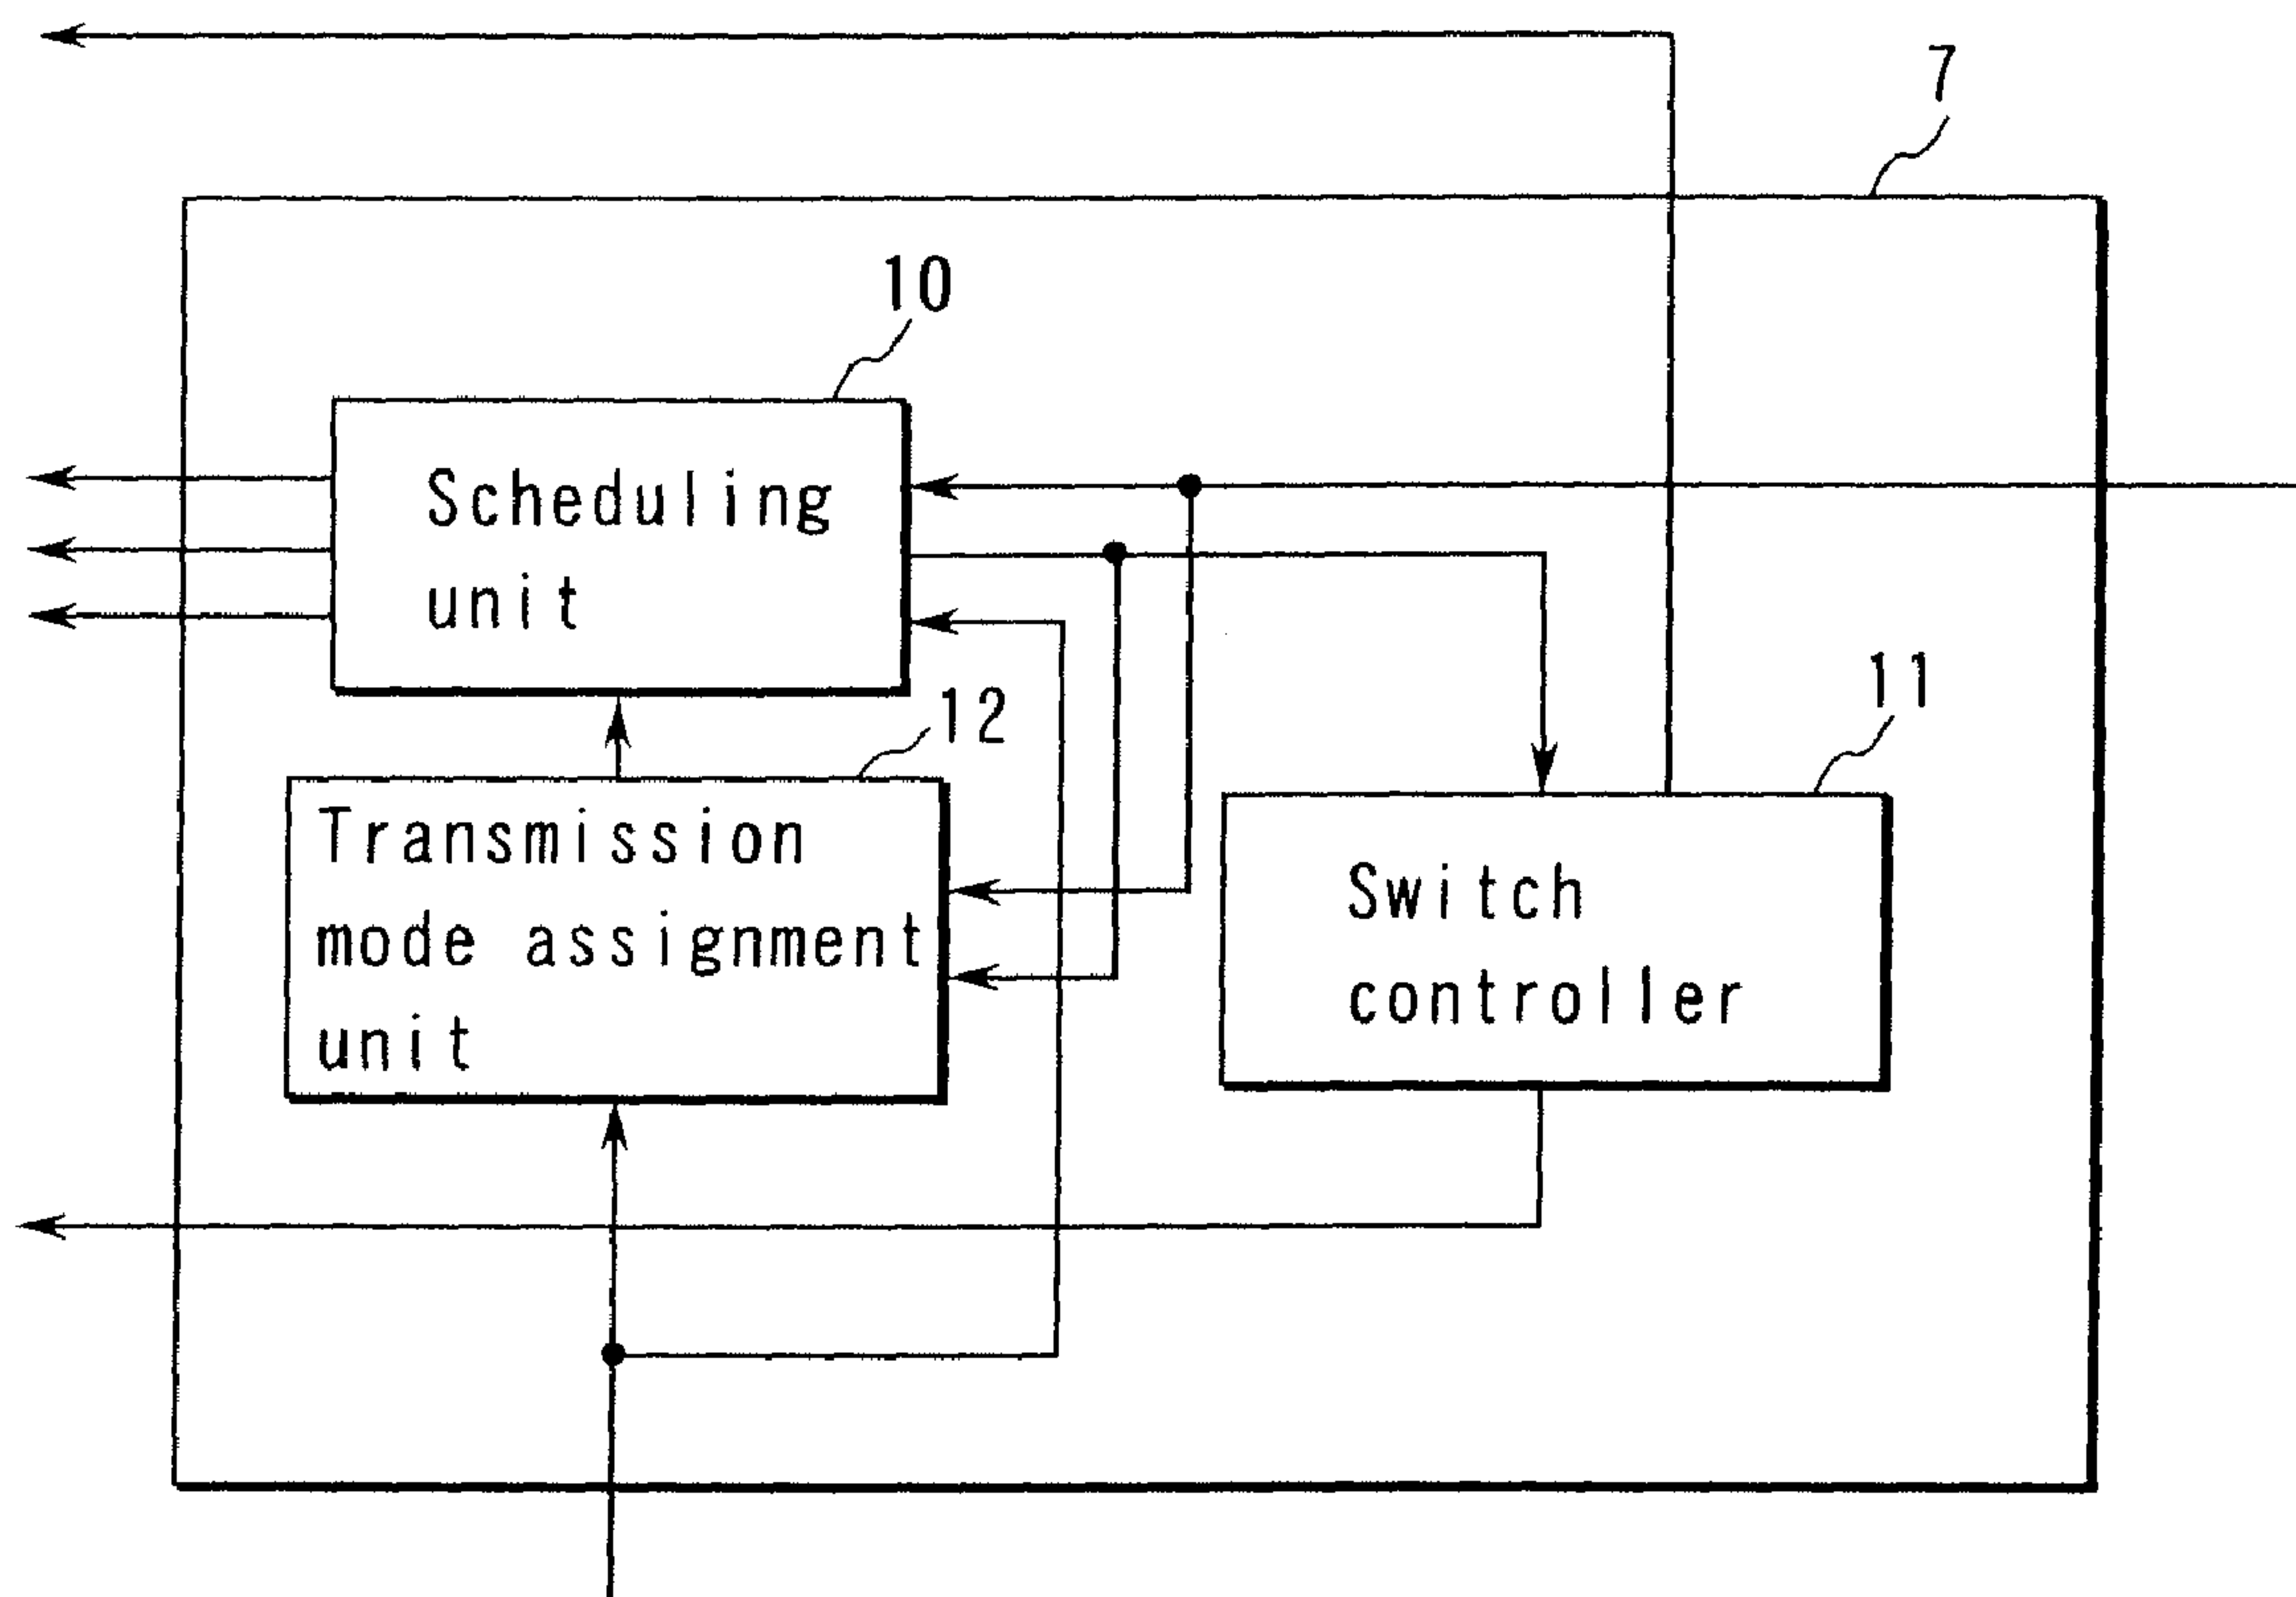 7
10
Scheduling
unit
12
11
Transmission
mode assignment
unit
Switch
controller